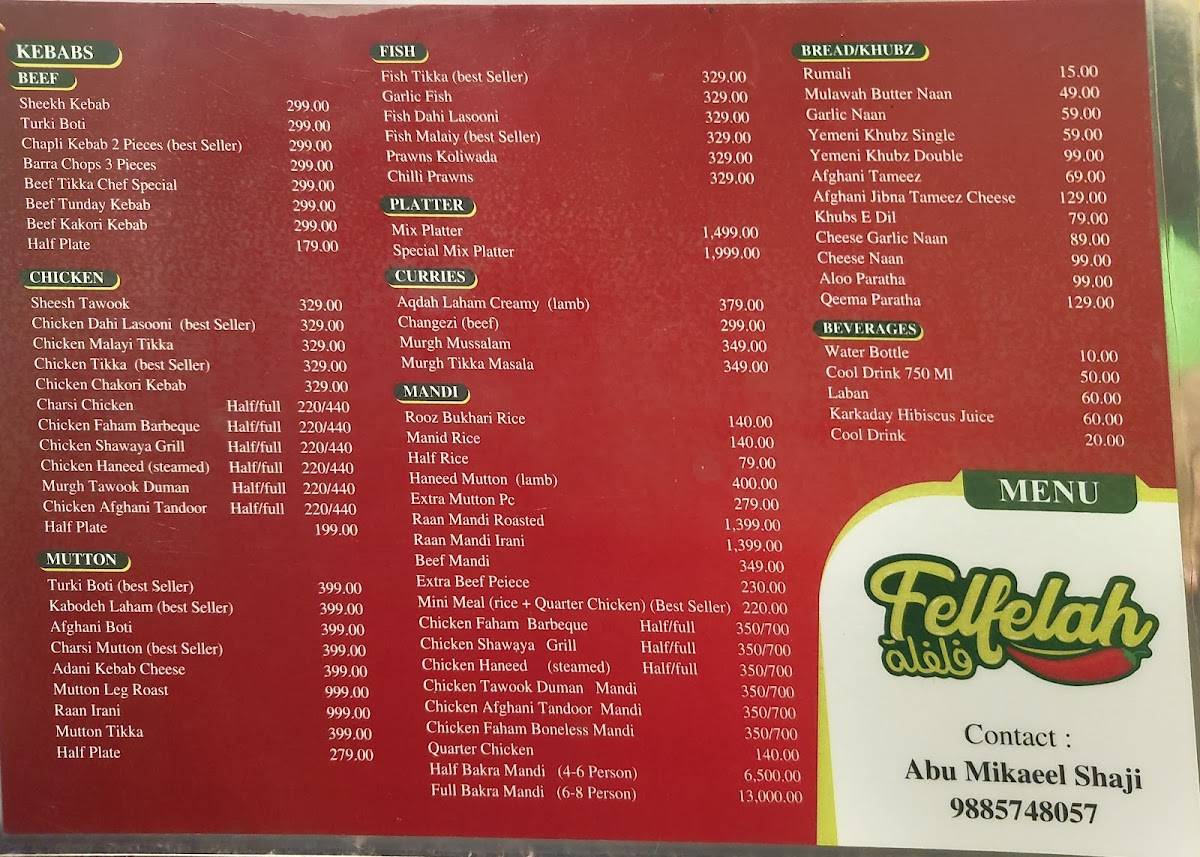 KEBABS
BEEF
Sheekh Kebab 299.00
Turki Boti 299.00
Chapli Kebab 2 Pieces (best Seller) 299.00
Barra Chops 3 Pieces 299.00
Beef Tikka Chef Special 299.00
Beef Tunday Kebab 299.00
Beef Kakori Kebab 299.00
Half Plate 179.00
CHICKEN
Sheesh Tawook 329.00
Chicken Dahi Lasooni (best Seller) 329.00
Chicken Malayi Tikka 329.00
Chicken Tikka (best Seller) 329.00
Chicken Chakori Kebab 329.00
Charsi Chicken Half/full 220/440
Chicken Faham Barbeque Half/full 220/440
Chicken Shawaya Grill Half/full 220/440
Chicken Haneed (steamed) Half/full 220/440
Murgh Tawook Duman Half/full 220/440
Chicken Afghani Tandoor Half/full 220/440
Half Plate 199.00
MUTTON
Turki Boti (best Seller) 399.00
Kabodeh Laham (best Seller) 399.00
Afghani Boti 399.00
Charsi Mutton (best Seller) 399.00
Adani Kebab Cheese 399.00
Mutton Leg Roast 999.00
Raan Irani 999.00
Mutton Tikka 399.00
Half Plate 279.00
FISH
Fish Tikka (best Seller) 329.00
Garlic Fish 329.00
Fish Dahi Lasooni 329.00
Fish Malaiy (best Seller) 329.00
Prawns Koliwada 329.00
Chilli Prawns 329.00
PLATTER
Mix Platter 1,499.00
Special Mix Platter 1,999.00
CURRIES
Aqdah Laham Creamy (lamb) 379.00
Changezi (beef) 299.00
Murgh Mussalam 349.00
Murgh Tikka Masala 349.00
MANDI
Rooz Bukhari Rice 140.00
Manid Rice 140.00
Half Rice 79.00
Haneed Mutton (lamb) 400.00
Extra Mutton Pc 279.00
Raan Mandi Roasted 1,399.00
Raan Mandi Irani 1,399.00
Beef Mandi 349.00
Extra Beef Peiece 230.00
Mini Meal (rice + Quarter Chicken) (Best Seller) 220.00
Chicken Faham Barbeque Half/full 350/700
Chicken Shawaya Grill Half/full 350/700
Chicken Haneed (steamed) Half/full 350/700
Chicken Tawook Duman Mandi 350/700
Chicken Afghani Tandoor Mandi 350/700
Chicken Faham Boneless Mandi 350/700
Quarter Chicken 140.00
Half Bakra Mandi (4-6 Person) 6,500.00
Full Bakra Mandi (6-8 Person) 13,000.00
BREAD/KHUBZ
Rumali 15.00
Mulawah Butter Naan 49.00
Garlic Naan 59.00
Yemeni Khubz Single 59.00
Yemeni Khubz Double 99.00
Afghani Tameez 69.00
Afghani Jibna Tameez Cheese 129.00
Khubs E Dil 79.00
Cheese Garlic Naan 89.00
Cheese Naan 99.00
Aloo Paratha 99.00
Qeema Paratha 129.00
BEVERAGES
Water Bottle 10.00
Cool Drink 750 Ml 50.00
Laban 60.00
Karkaday Hibiscus Juice 60.00
Cool Drink 20.00
MENU
Felfelah
فلفلة
Contact :
Abu Mikaeel Shaji
9885748057